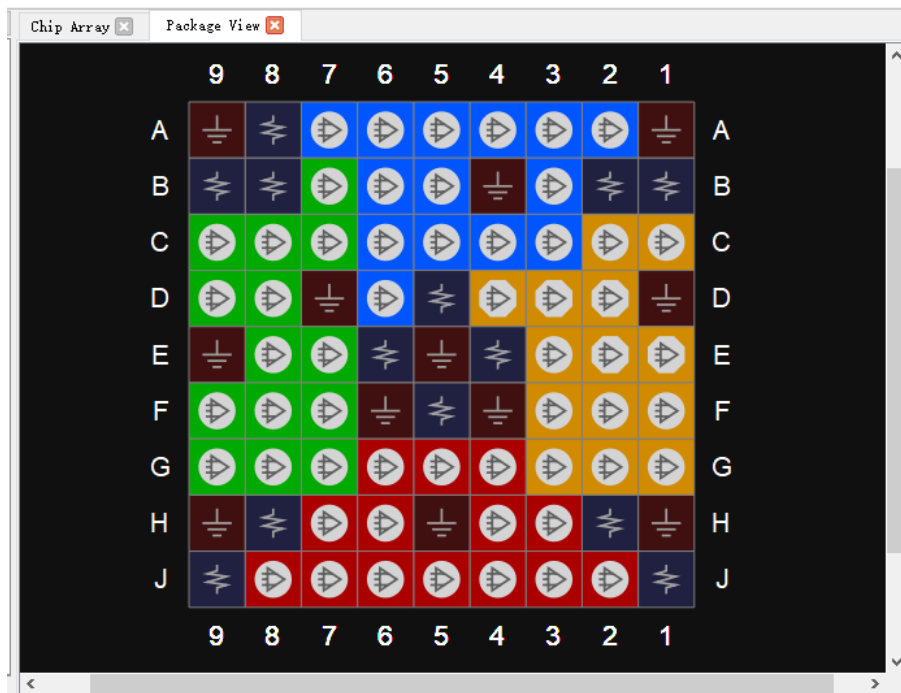 Chip Array Package View
9 8 7 6 5 4 3 2 1
A A
B B
C C
D D
E E
F F
G G
H H
J J
9 8 7 6 5 4 3 2 1